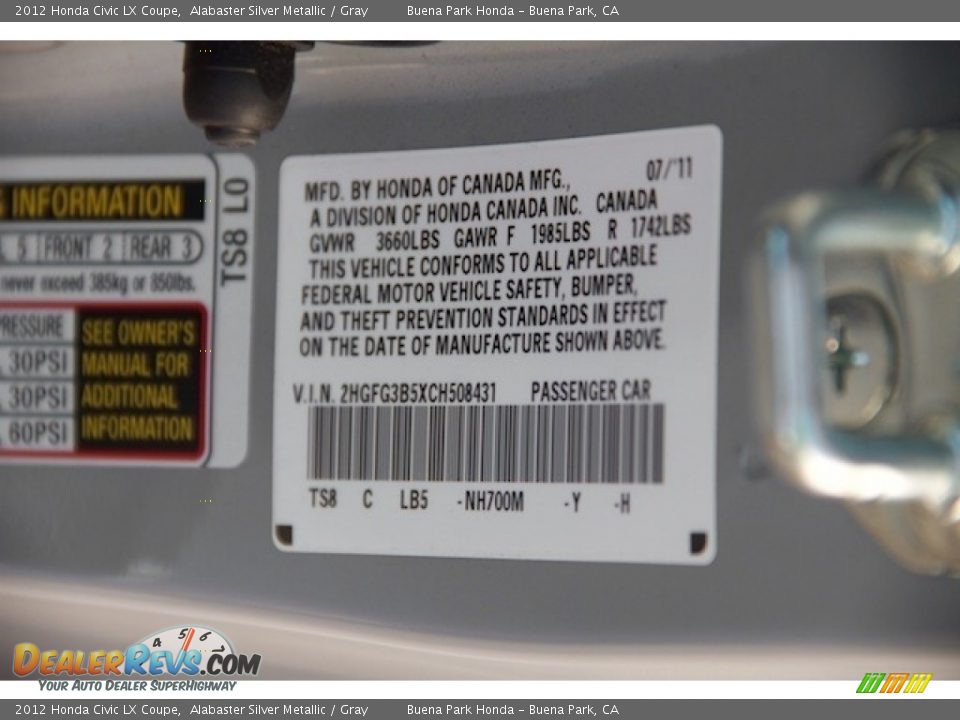 2012 Honda Civic LX Coupe, Alabaster Silver Metallic / Gray Buena Park Honda – Buena Park, CA
INFORMATION
5 FRONT 2 REAR 3
never exceed 385kg or 850lbs.
PRESSURE
30PSI
30PSI
60PSI
SEE OWNER'S
MANUAL FOR
ADDITIONAL
INFORMATION
TS8 L0
07/'11
MFD. BY HONDA OF CANADA MFG.,
A DIVISION OF HONDA CANADA INC. CANADA
GVWR 3660LBS GAWR F 1985LBS R 1742LBS
THIS VEHICLE CONFORMS TO ALL APPLICABLE
FEDERAL MOTOR VEHICLE SAFETY, BUMPER,
AND THEFT PREVENTION STANDARDS IN EFFECT
ON THE DATE OF MANUFACTURE SHOWN ABOVE.
V.I.N. 2HGFG3B5XCH508431 PASSENGER CAR
TS8 C LB5 -NH700M -Y -H
4 5 6
DEALERREVS.COM
YOUR AUTO DEALER SUPERHIGHWAY
2012 Honda Civic LX Coupe, Alabaster Silver Metallic / Gray Buena Park Honda – Buena Park, CA